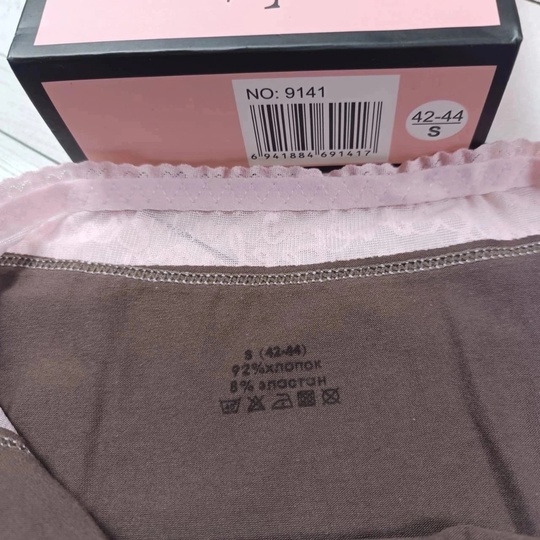 NO: 9141
6 941884 691417
42-44
S
S (42-44)
92%хлопок
8% эластан